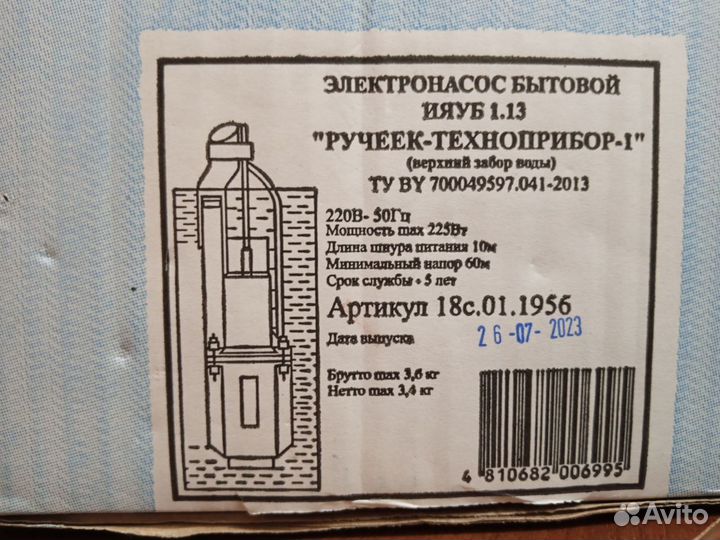 ЭЛЕКТРОНАСОС БЫТОВОЙ
ИЯУБ 1.13
"РУЧЕЕК-ТЕХНОПРИБОР-1"
(верхний забор воды)
ТУ BY 700049597.041-2013
220В- 50Гц
Мощность max 225Вт
Длина шнура питания 10м
Минимальный напор 60м
Срок службы - 5 лет
Артикул 18с.01.1956
Дата выпуска 26-07-2023
Брутто max 3,6 кг
Нетто max 3,4 кг
4 810682 006995
Avito